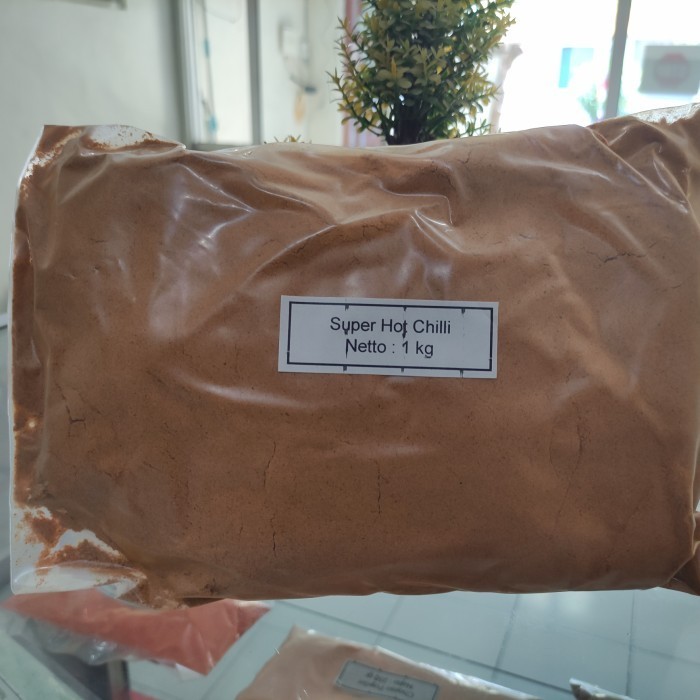 Super Hot Chilli
Netto : 1 kg